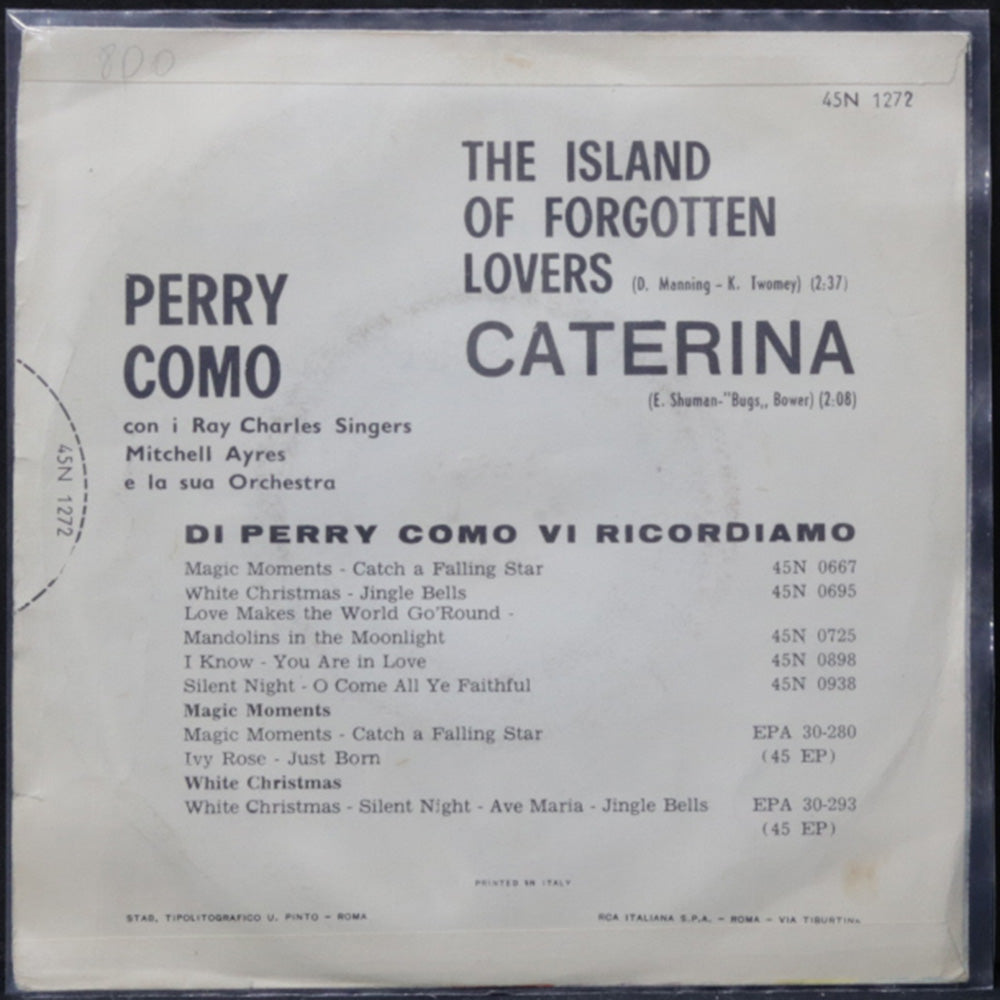 800
45N 1272
THE ISLAND
OF FORGOTTEN
LOVERS (D. Manning - K. Twomey) (2:37)
CATERINA
(E. Shuman-"Bugs,, Bower) (2:08)
PERRY
COMO
con i Ray Charles Singers
Mitchell Ayres
e la sua Orchestra
45N 1272
DI PERRY COMO VI RICORDIAMO
Magic Moments - Catch a Falling Star 45N 0667
White Christmas - Jingle Bells 45N 0695
Love Makes the World Go'Round -
Mandolins in the Moonlight 45N 0725
I Know - You Are in Love 45N 0898
Silent Night - O Come All Ye Faithful 45N 0938
Magic Moments
Magic Moments - Catch a Falling Star EPA 30-280
Ivy Rose - Just Born (45 EP)
White Christmas
White Christmas - Silent Night - Ave Maria - Jingle Bells EPA 30-293
(45 EP)
PRINTED IN ITALY
STAB. TIPOLITOGRAFICO U. PINTO - ROMA
RCA ITALIANA S.P.A. - ROMA - VIA TIBURTINA